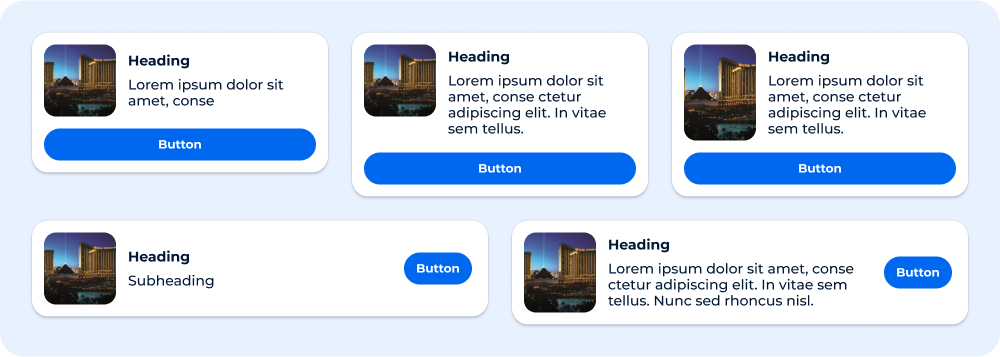 Heading
Lorem ipsum dolor sit
amet, conse
Button
Heading
Lorem ipsum dolor sit
amet, conse ctetur
adipiscing elit. In vitae
sem tellus.
Button
Heading
Lorem ipsum dolor sit
amet, conse ctetur
adipiscing elit. In vitae
sem tellus.
Button
Heading
Subheading
Button
Heading
Lorem ipsum dolor sit amet, conse
ctetur adipiscing elit. In vitae sem
tellus. Nunc sed rhoncus nisl.
Button